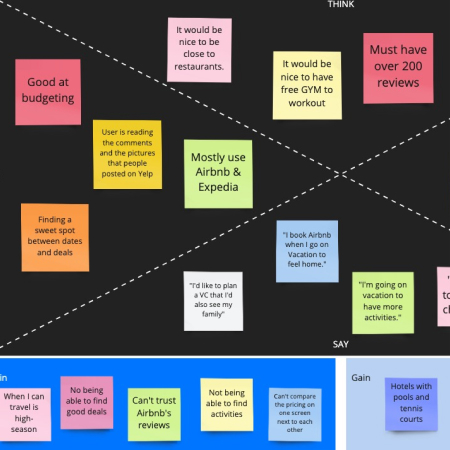 THINK
It would be
nice to be
close to
restaurants.
It would be
nice to have
free GYM to
workout
Must have
over 200
reviews
Good at
budgeting
User is reading
the comments
and the pictures
that people
posted on Yelp
Mostly use
Airbnb &
Expedia
Finding a
sweet spot
between dates
and deals
"I book Airbnb
when I go on
Vacation to
feel home."
"I'd like to plan
a VC that I'd
also see my
family"
"I'm going on
vacation to
have more
activities."
SAY
in
When I can
travel is
high-
season
No being
able to find
good deals
Can't trust
Airbnb's
reviews
Not being
able to find
activities
Can't compare
the pricing on
one screen
next to each
other
Gain
Hotels with
pools and
tennis
courts